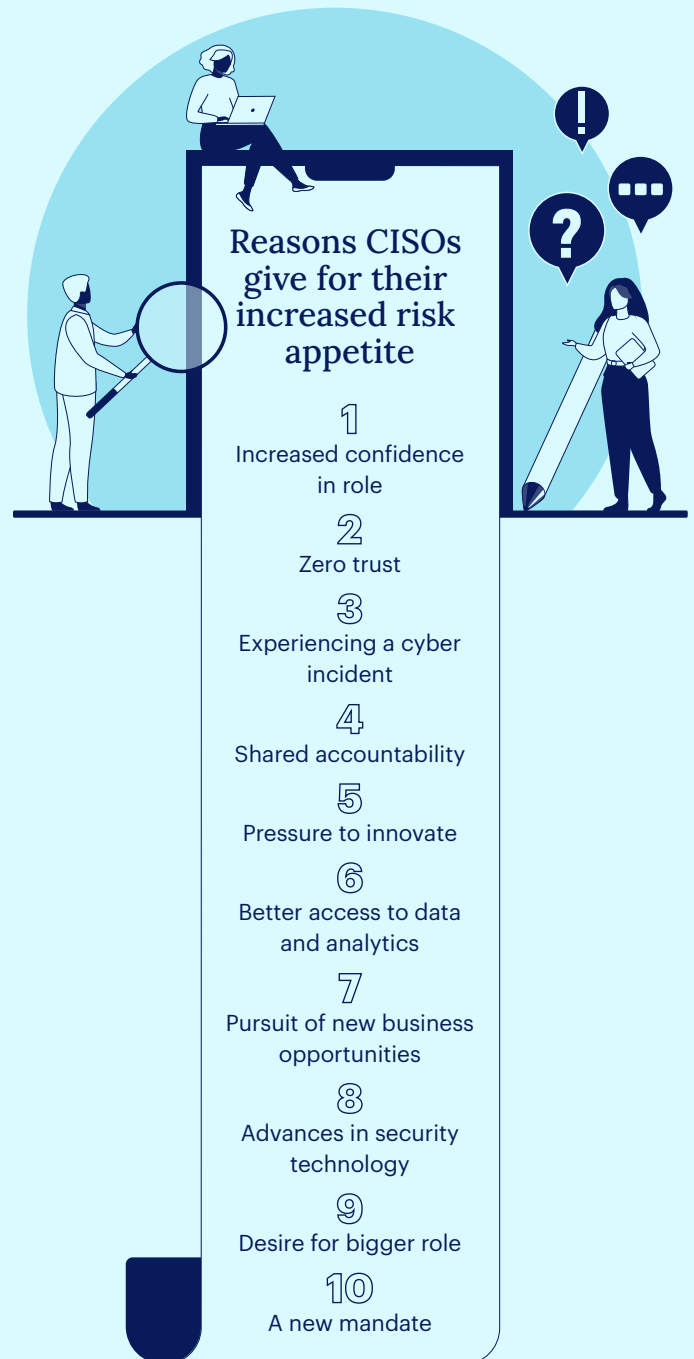 !
...
?
Reasons CISOs
give for their
increased risk
appetite
1
Increased confidence
in role
2
Zero trust
3
Experiencing a cyber
incident
4
Shared accountability
5
Pressure to innovate
6
Better access to data
and analytics
7
Pursuit of new business
opportunities
8
Advances in security
technology
9
Desire for bigger role
10
A new mandate